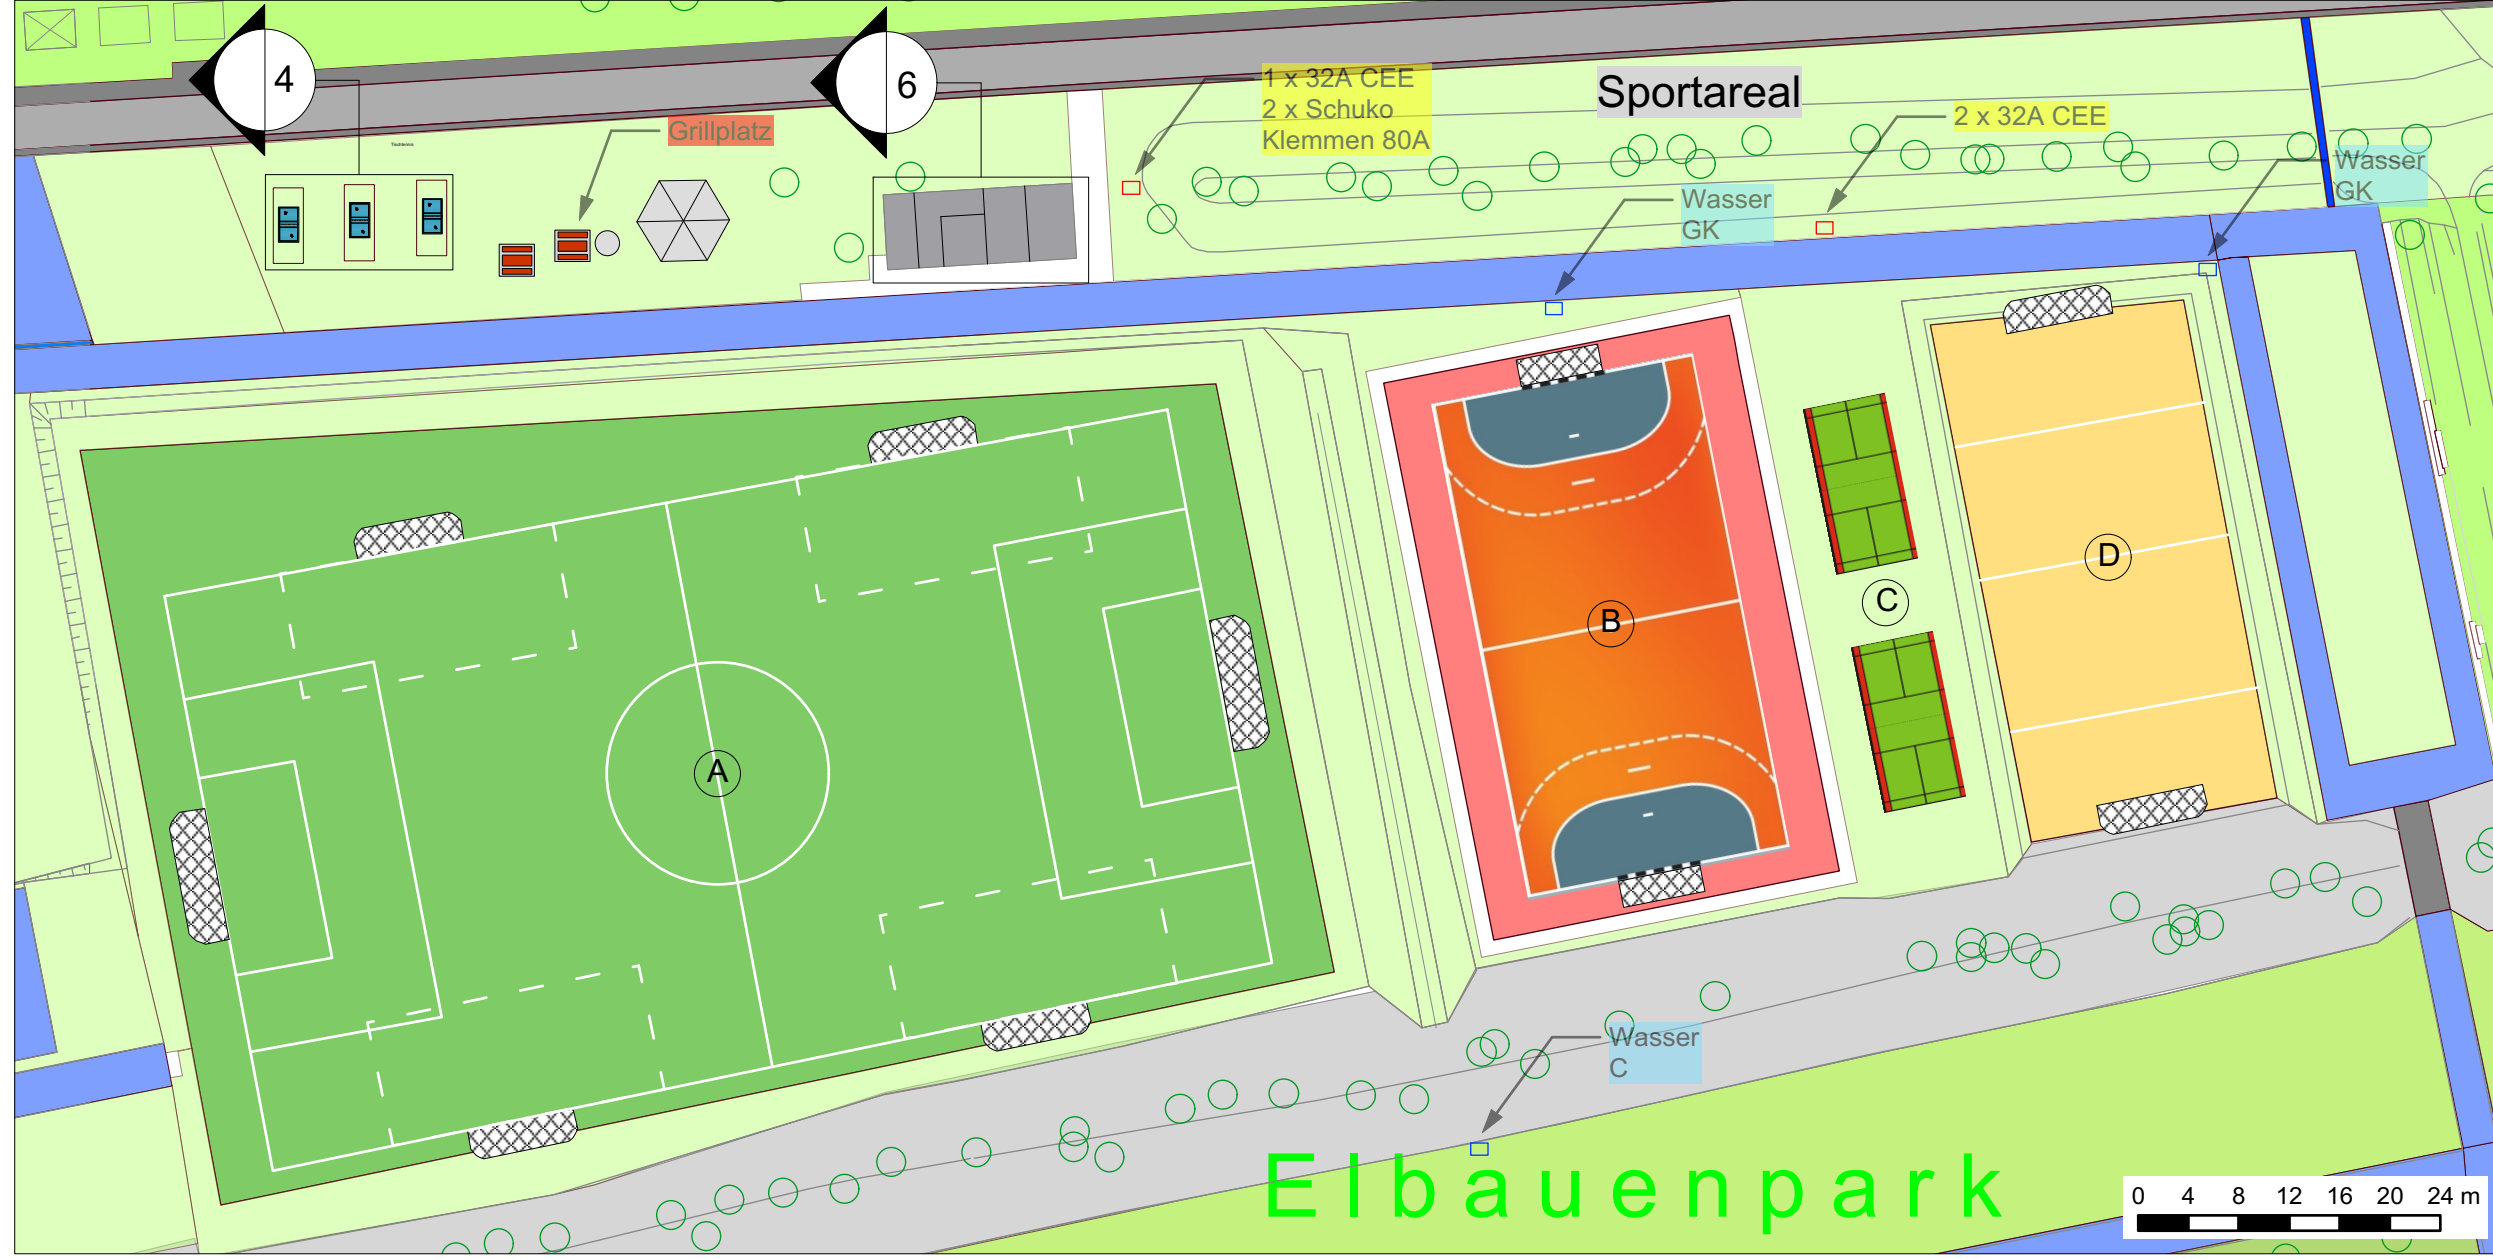 4
6
1 x 32A CEE
2 x Schuko
Klemmen 80A
Sportareal
2 x 32A CEE
Grillplatz
Tischtennis
Wasser
GK
Wasser
GK
A
B
C
D
Wasser
C
Elbauenpark
0 4 8 12 16 20 24 m